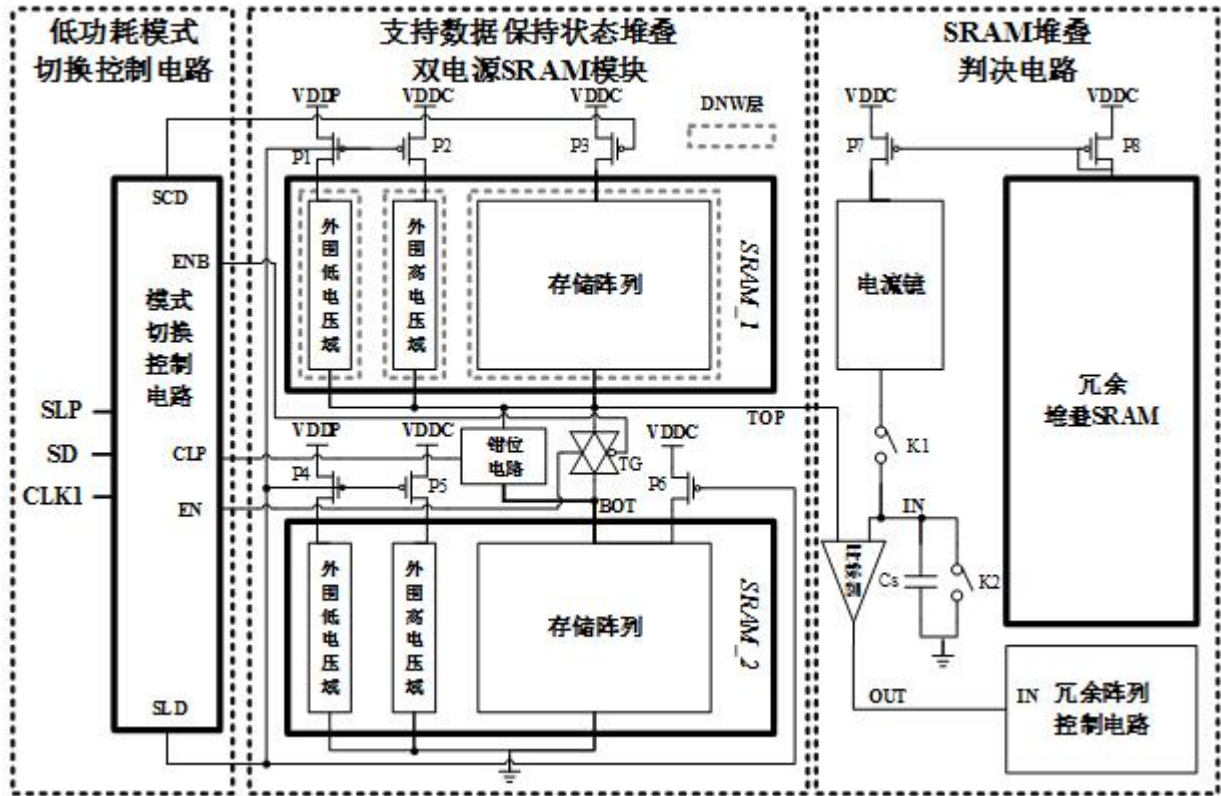 低功耗模式
切换控制电路
SCD
ENB
模式
切换
控制
电路
SLP
SD
CLK1
CLP
EN
SLD
支持数据保持状态堆叠
双电源SRAM模块
VDDP
VDDC
VDDC
DNW层
P1
P2
P3
外围低电压域
外围高电压域
存储阵列
SRAM_1
TOP
VDDP
VDDC
钳位
电路
TG
VDDC
P4
P5
P6
BOT
外围低电压域
外围高电压域
存储阵列
SRAM_2
SRAM堆叠
判决电路
VDDC
VDDC
P7
P8
电流镜
K1
IN
比较器
Cs
K2
冗余
堆叠SRAM
OUT
IN
冗余阵列
控制电路